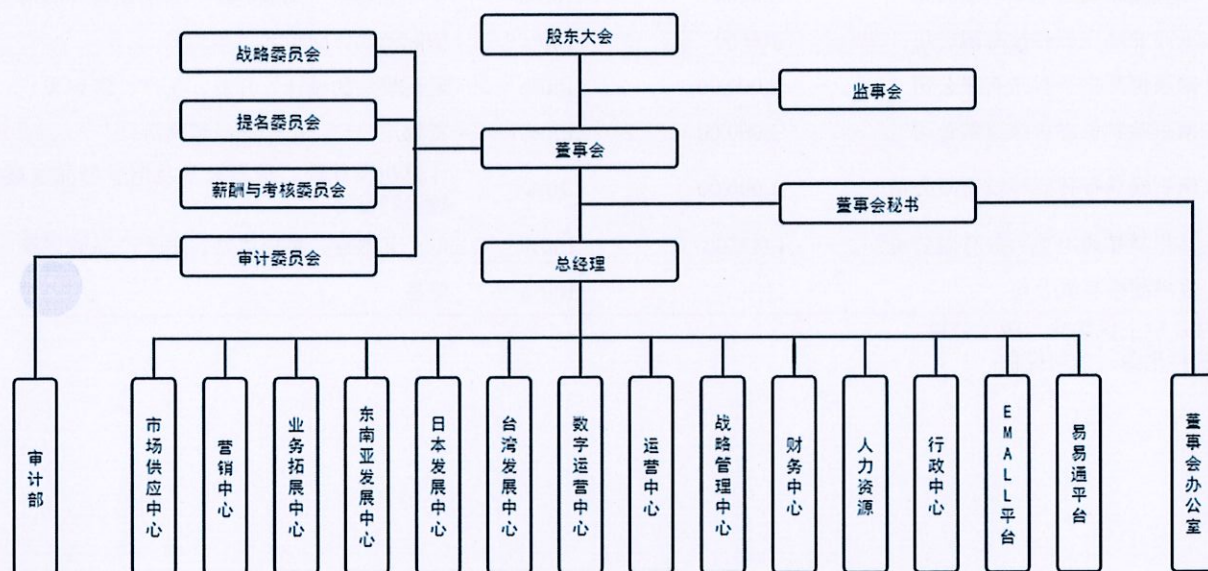 股东大会
战略委员会
监事会
提名委员会
董事会
薪酬与考核委员会
董事会秘书
审计委员会
总经理
审计部
市场供应中心
营销中心
业务拓展中心
东南亚发展中心
日本发展中心
台湾发展中心
数字运营中心
运营中心
战略管理中心
财务中心
人力资源
行政中心
EMALL平台
易易通平台
董事会办公室